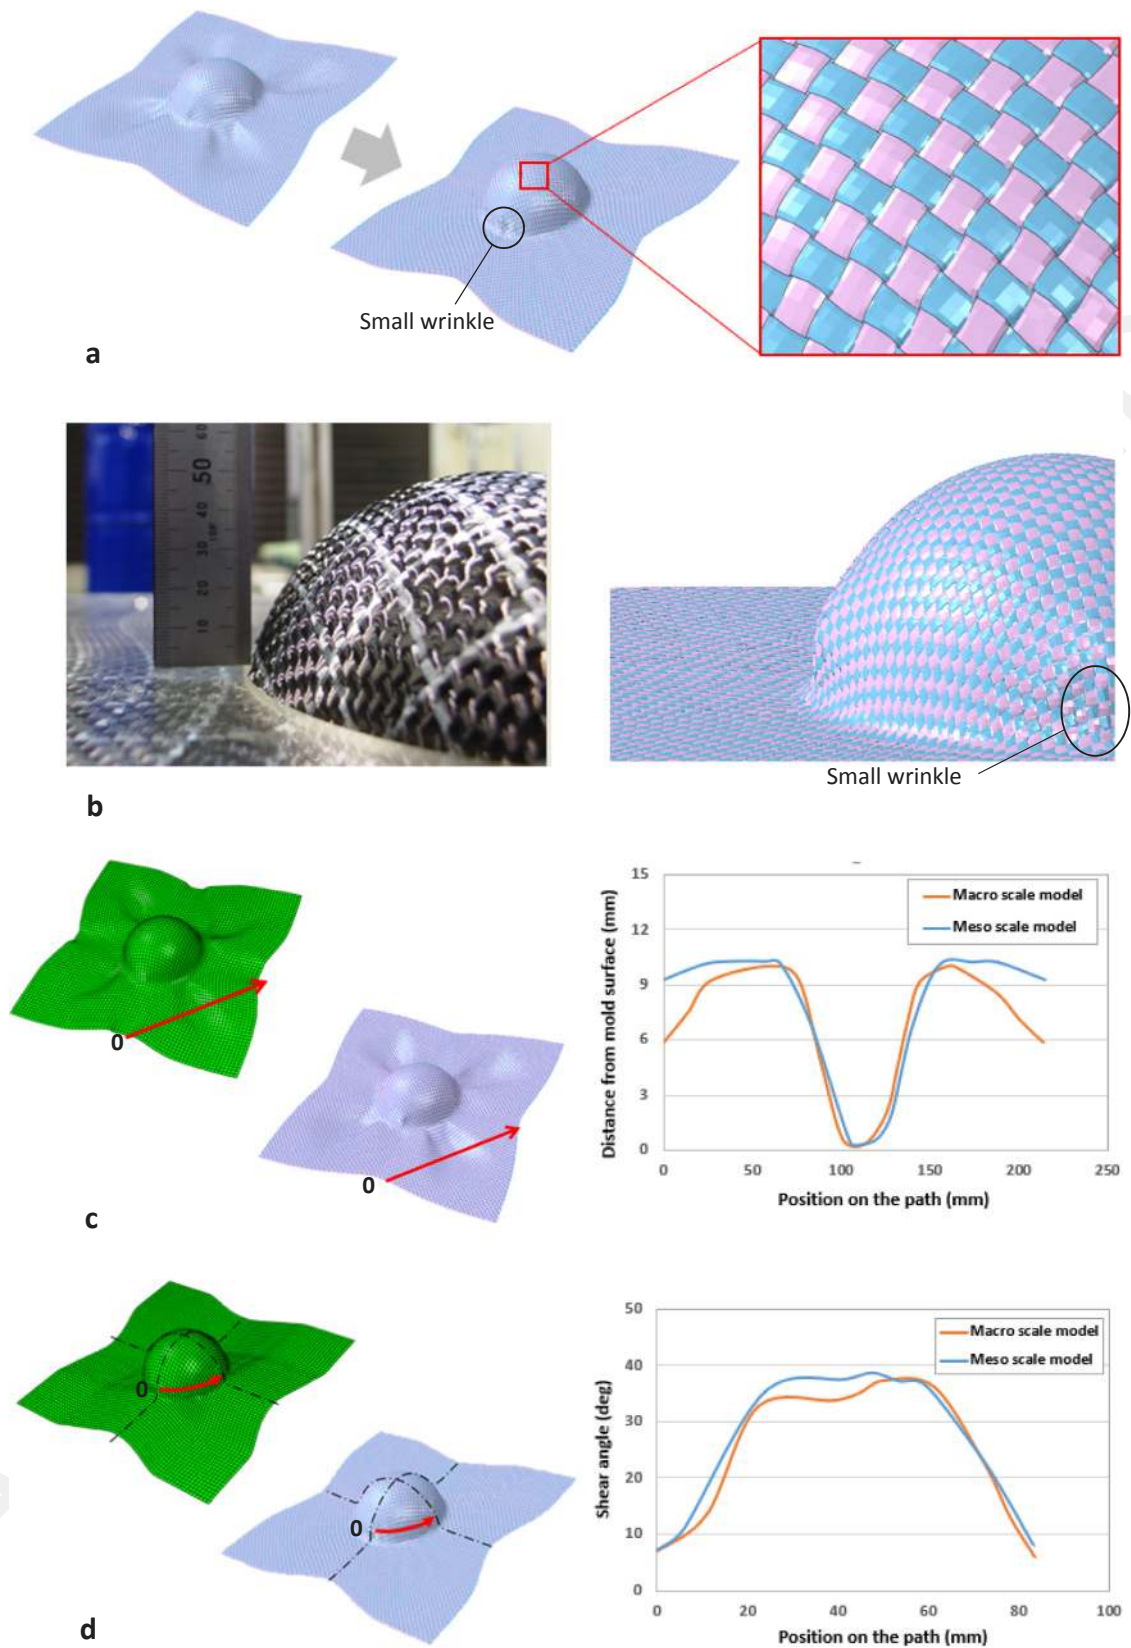 Small wrinkle
a
60
50
40
30
20
10
Small wrinkle
b
0
0
15
12
9
6
3
0
Distance from mold surface (mm)
Macro scale model
Meso scale model
0 50 100 150 200 250
Position on the path (mm)
c
0
0
50
40
30
20
10
0
Shear angle (deg)
Macro scale model
Meso scale model
0 20 40 60 80 100
Position on the path (mm)
d